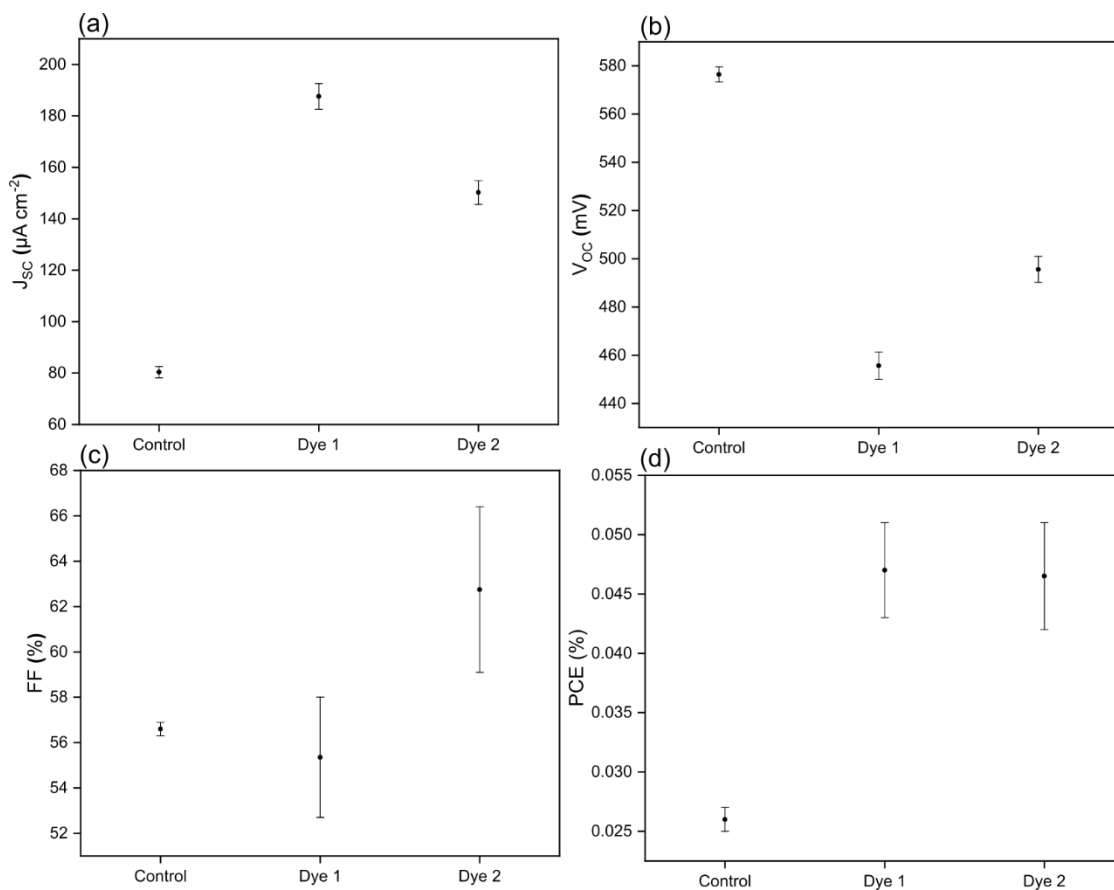 (a)
200
180
160
140
120
100
80
60
J_SC (µA cm⁻²)
Control Dye 1 Dye 2
(b)
580
560
540
520
500
480
460
440
V_OC (mV)
Control Dye 1 Dye 2
(c)
68
66
64
62
60
58
56
54
52
FF (%)
Control Dye 1 Dye 2
(d)
0.055
0.050
0.045
0.040
0.035
0.030
0.025
PCE (%)
Control Dye 1 Dye 2